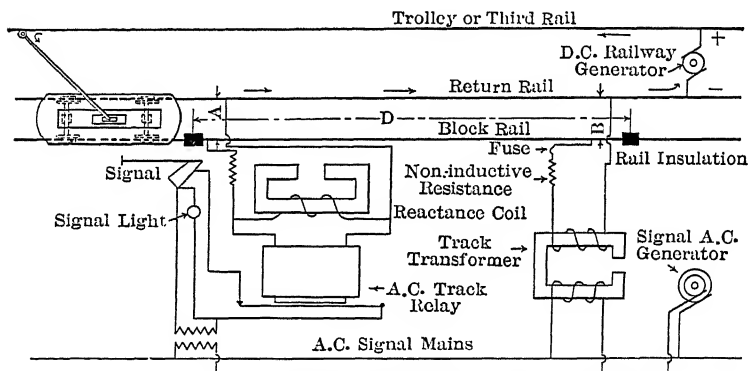 Trolley or Third Rail
+
D.C. Railway
Generator
Return Rail
−
A
D
B
Block Rail
Fuse
Rail Insulation
Signal
Non-inductive
Resistance
Signal Light
Reactance Coil
Track
Transformer
Signal A.C.
Generator
A.C. Track
Relay
A.C. Signal Mains